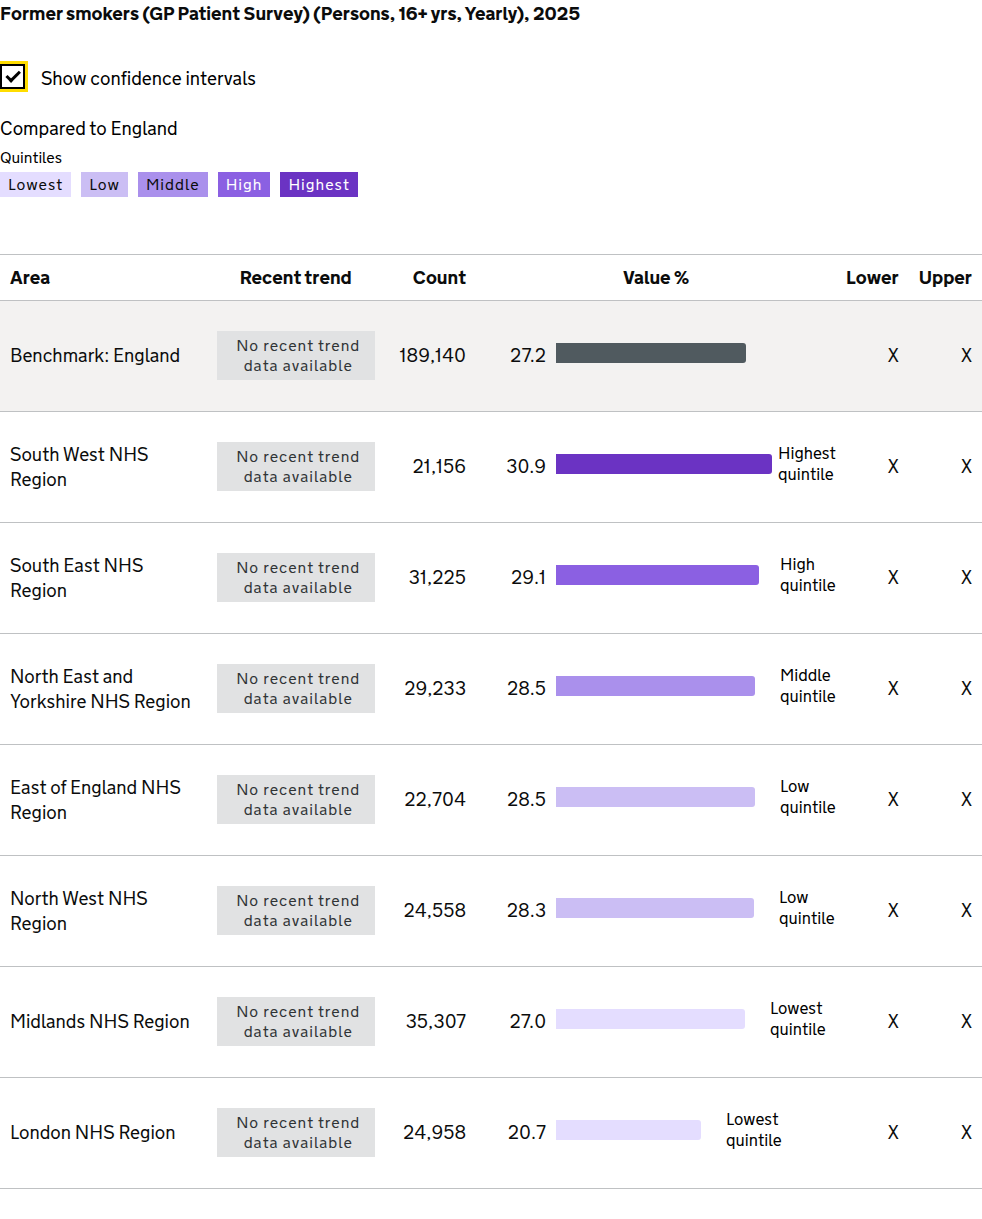 Former smokers (GP Patient Survey) (Persons, 16+ yrs, Yearly), 2025
Show confidence intervals
Compared to England
Quintiles
Lowest Low Middle High Highest
Area Recent trend Count Value % Lower Upper
Benchmark: England No recent trend data available 189,140 27.2 X X
South West NHS Region No recent trend data available 21,156 30.9 Highest quintile X X
South East NHS Region No recent trend data available 31,225 29.1 High quintile X X
North East and Yorkshire NHS Region No recent trend data available 29,233 28.5 Middle quintile X X
East of England NHS Region No recent trend data available 22,704 28.5 Low quintile X X
North West NHS Region No recent trend data available 24,558 28.3 Low quintile X X
Midlands NHS Region No recent trend data available 35,307 27.0 Lowest quintile X X
London NHS Region No recent trend data available 24,958 20.7 Lowest quintile X X